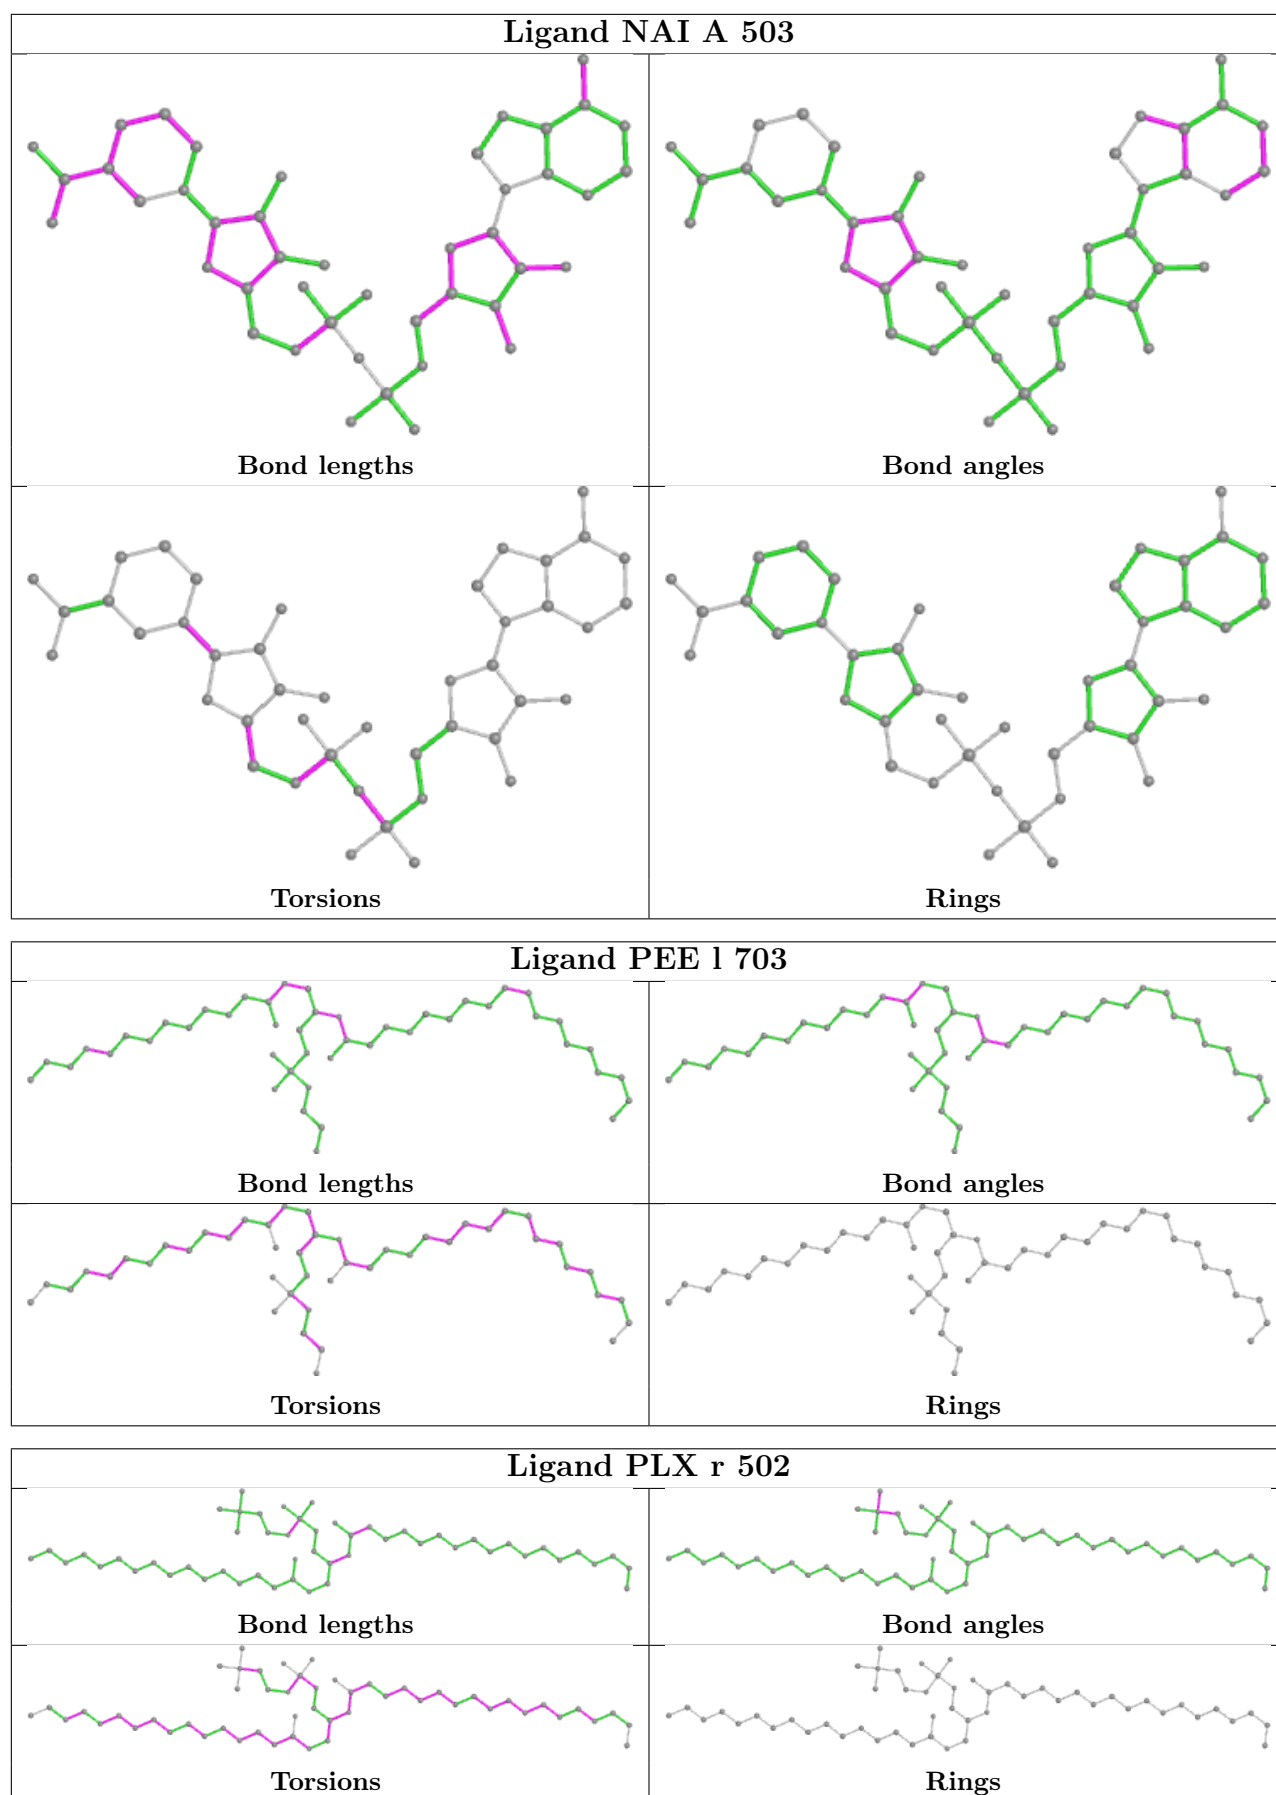 Ligand NAI A 503
Bond lengths
Bond angles
Torsions
Rings
Ligand PEE l 703
Bond lengths
Bond angles
Torsions
Rings
Ligand PLX r 502
Bond lengths
Bond angles
Torsions
Rings